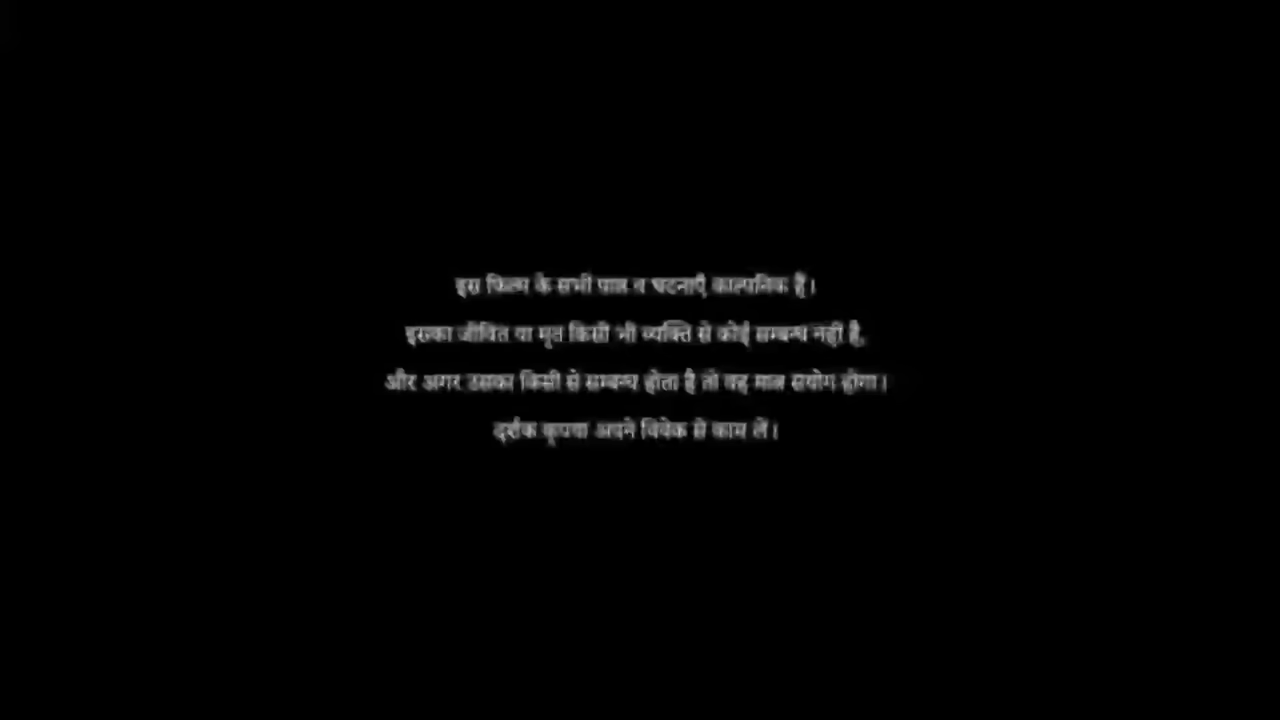 इस फिल्म के सभी पात्र व घटनाएँ काल्पनिक हैं।
इसका जीवित या मृत किसी भी व्यक्ति से कोई सम्बन्ध नहीं है,
और अगर उसका किसी से सम्बन्ध होता है तो वह मात्र संयोग होगा।
दर्शक कृपया अपने विवेक से काम लें।